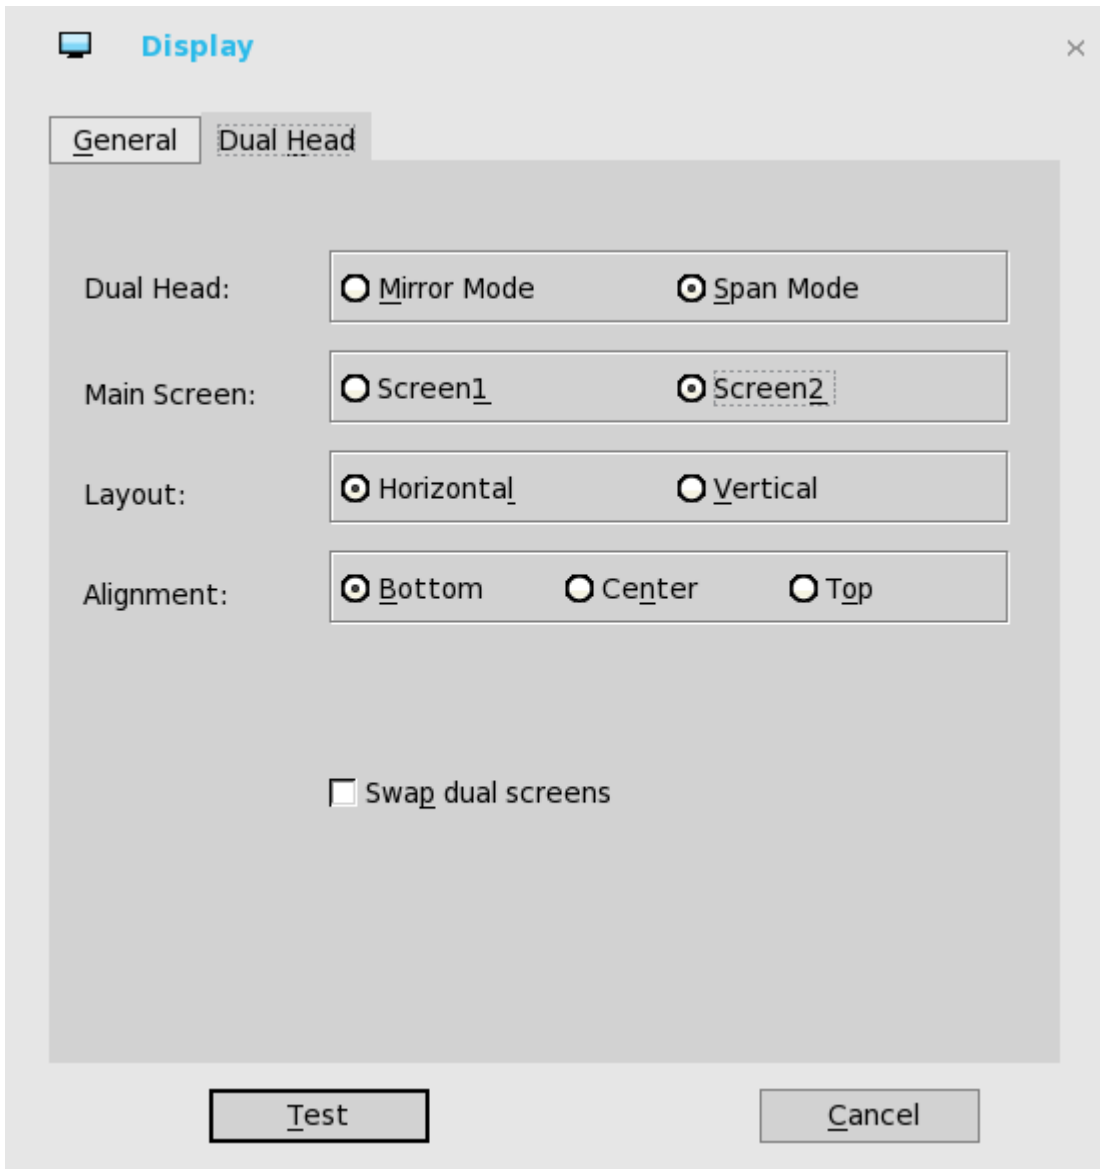 Display
General Dual Head
Dual Head: Mirror Mode Span Mode
Main Screen: Screen1 Screen2
Layout: Horizontal Vertical
Alignment: Bottom Center Top
Swap dual screens
Test Cancel